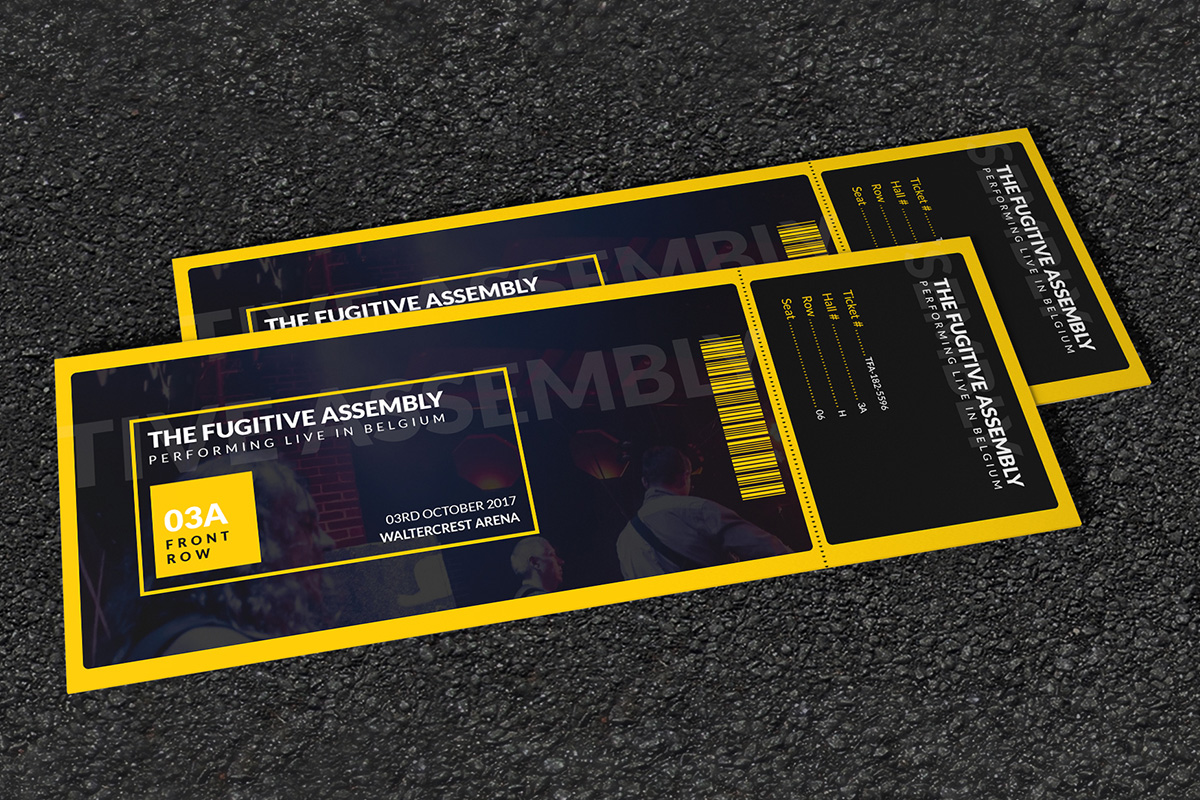 THE FUGITIVE ASSEMBLY
Ticket #
Hall #
Row
Seat
THE FUGITIVE ASSEMBLY
PERFORMING LIVE IN BELGIUM
TIVE ASSEMBLY
THE FUGITIVE ASSEMBLY
PERFORMING LIVE IN BELGIUM
03A
FRONT
ROW
03RD OCTOBER 2017
WALTERCREST ARENA
THE FUGITIVE ASSEMBLY
PERFORMING LIVE IN BELGIUM
Ticket # ........ TFA-182-5596
Hall # .................... 3A
Row ...................... H
Seat ..................... 06